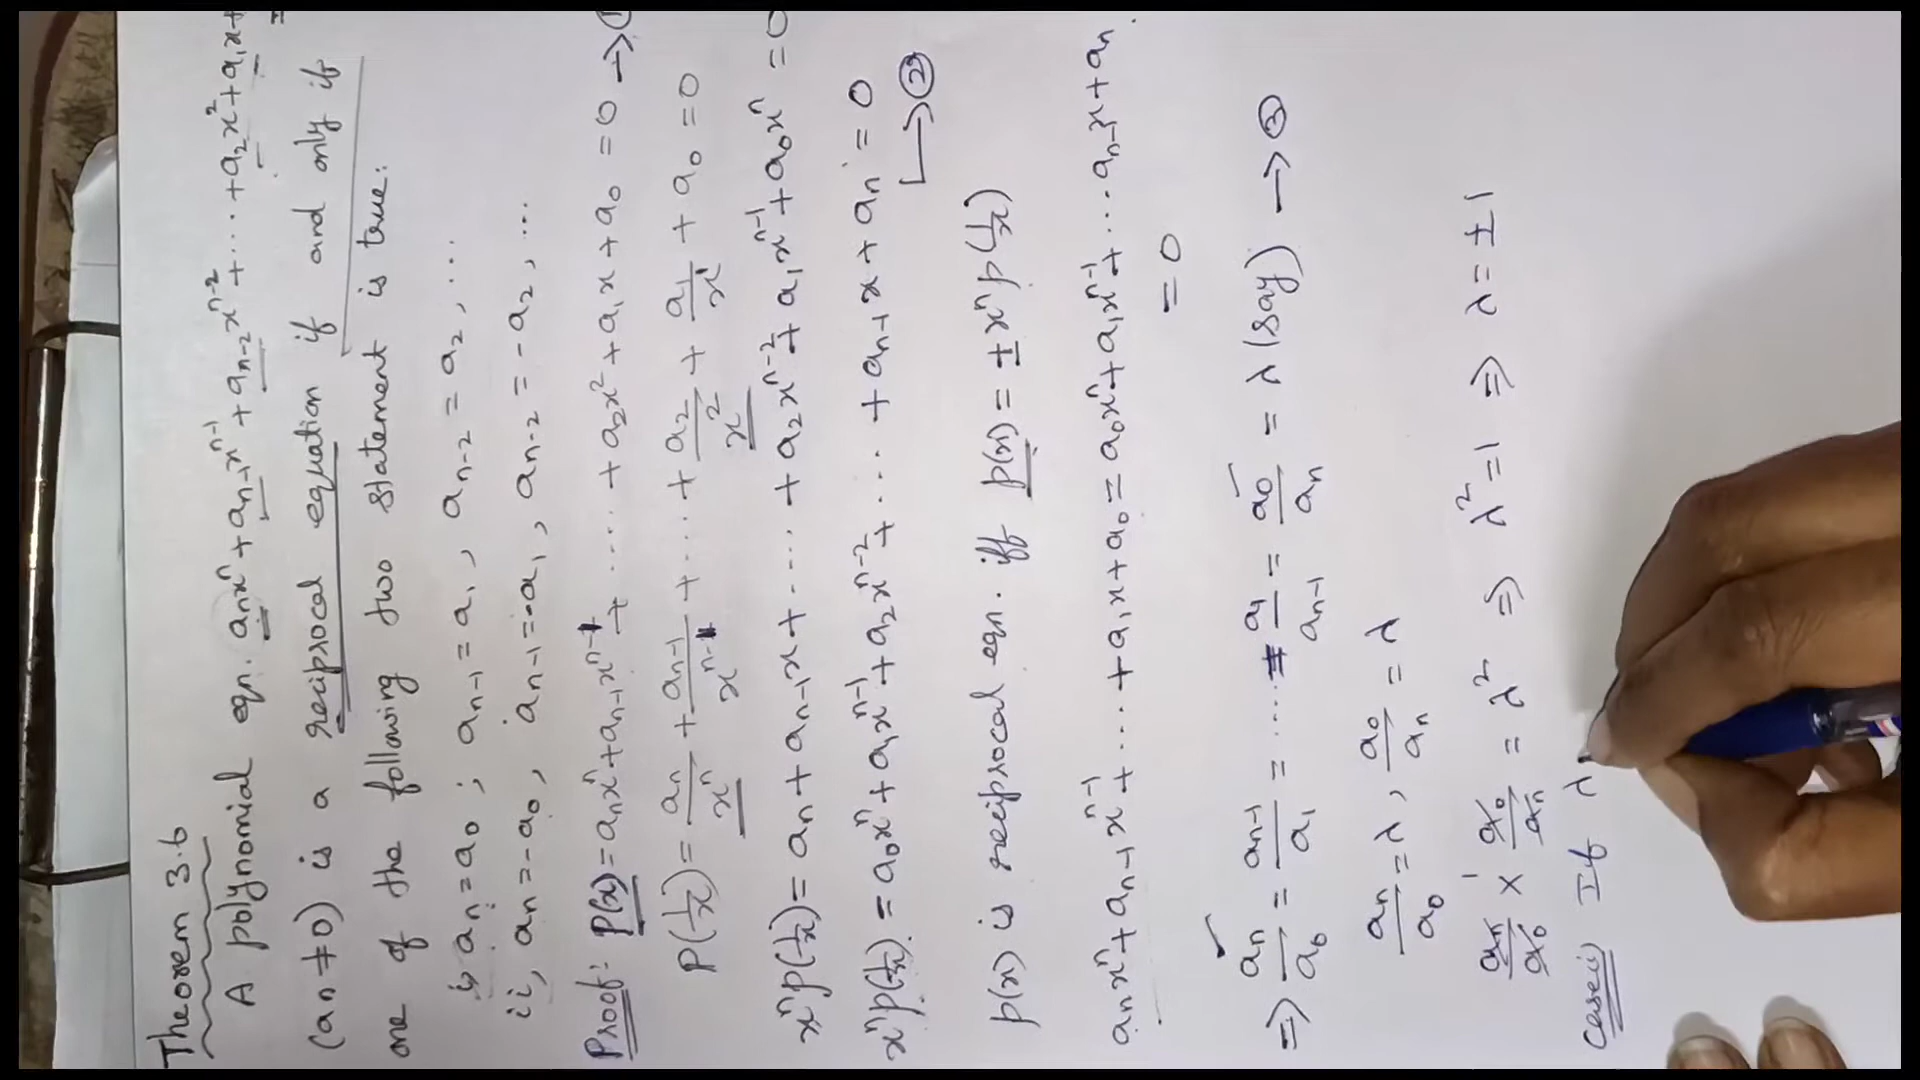 Theorem 3.6
A polynomial eqn. aₙxⁿ + aₙ₋₁xⁿ⁻¹ + aₙ₋₂xⁿ⁻² + .... + a₂x² + a₁x +
(aₙ ≠ 0) is a reciprocal equation if and only if
one of the following two statement is true:
i, aₙ = a₀ ; aₙ₋₁ = a₁ , aₙ₋₂ = a₂ , ...
ii, aₙ = -a₀ , aₙ₋₁ = -a₁ , aₙ₋₂ = -a₂ , ...
Proof: P(x) = aₙxⁿ + aₙ₋₁xⁿ⁻¹ + .... + a₂x² + a₁x + a₀ = 0 → ①
P(1/x) = aₙ/xⁿ + aₙ₋₁/xⁿ⁻¹ + .... + a₂/x² + a₁/x¹ + a₀ = 0
xⁿP(1/x) = aₙ + aₙ₋₁x + .... + a₂xⁿ⁻² + a₁xⁿ⁻¹ + a₀xⁿ = 0
xⁿP(1/x) = a₀xⁿ + a₁xⁿ⁻¹ + a₂xⁿ⁻² + ... + aₙ₋₁x + aₙ = 0
↳ ②
p(x) is reciprocal eqn. iff p(x) = ± xⁿp(1/x)
aₙxⁿ + aₙ₋₁xⁿ⁻¹ + ... + a₁x + a₀ = a₀xⁿ + a₁xⁿ⁻¹ + ... aₙ₋₁x + aₙ.
= 0
⇒ aₙ/a₀ = aₙ₋₁/a₁ = .... = a₁/aₙ₋₁ = a₀/aₙ = λ (say) → ③
aₙ/a₀ = λ , a₀/aₙ = λ
aₙ/a₀ × a₀/aₙ = λ² ⇒ λ² = 1 ⇒ λ = ± 1
Case i, If λ